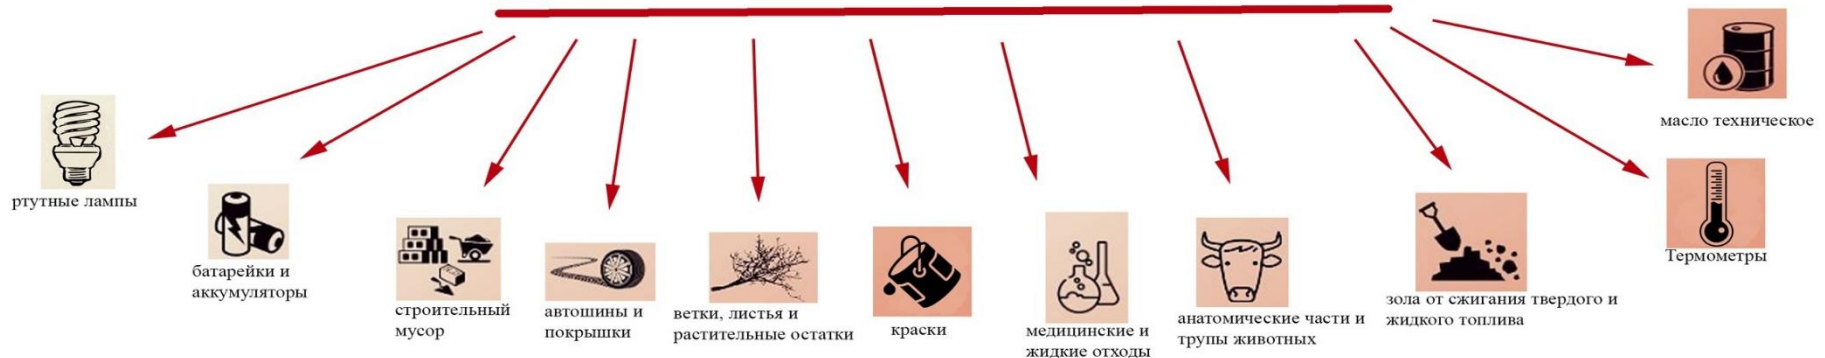 ртутные лампы
батарейки и
аккумуляторы
строительный
мусор
автошины и
покрышки
ветки, листья и
растительные остатки
краски
медицинские и
жидкие отходы
анатомические части и
трупы животных
зола от сжигания твердого и
жидкого топлива
Термометры
масло техническое